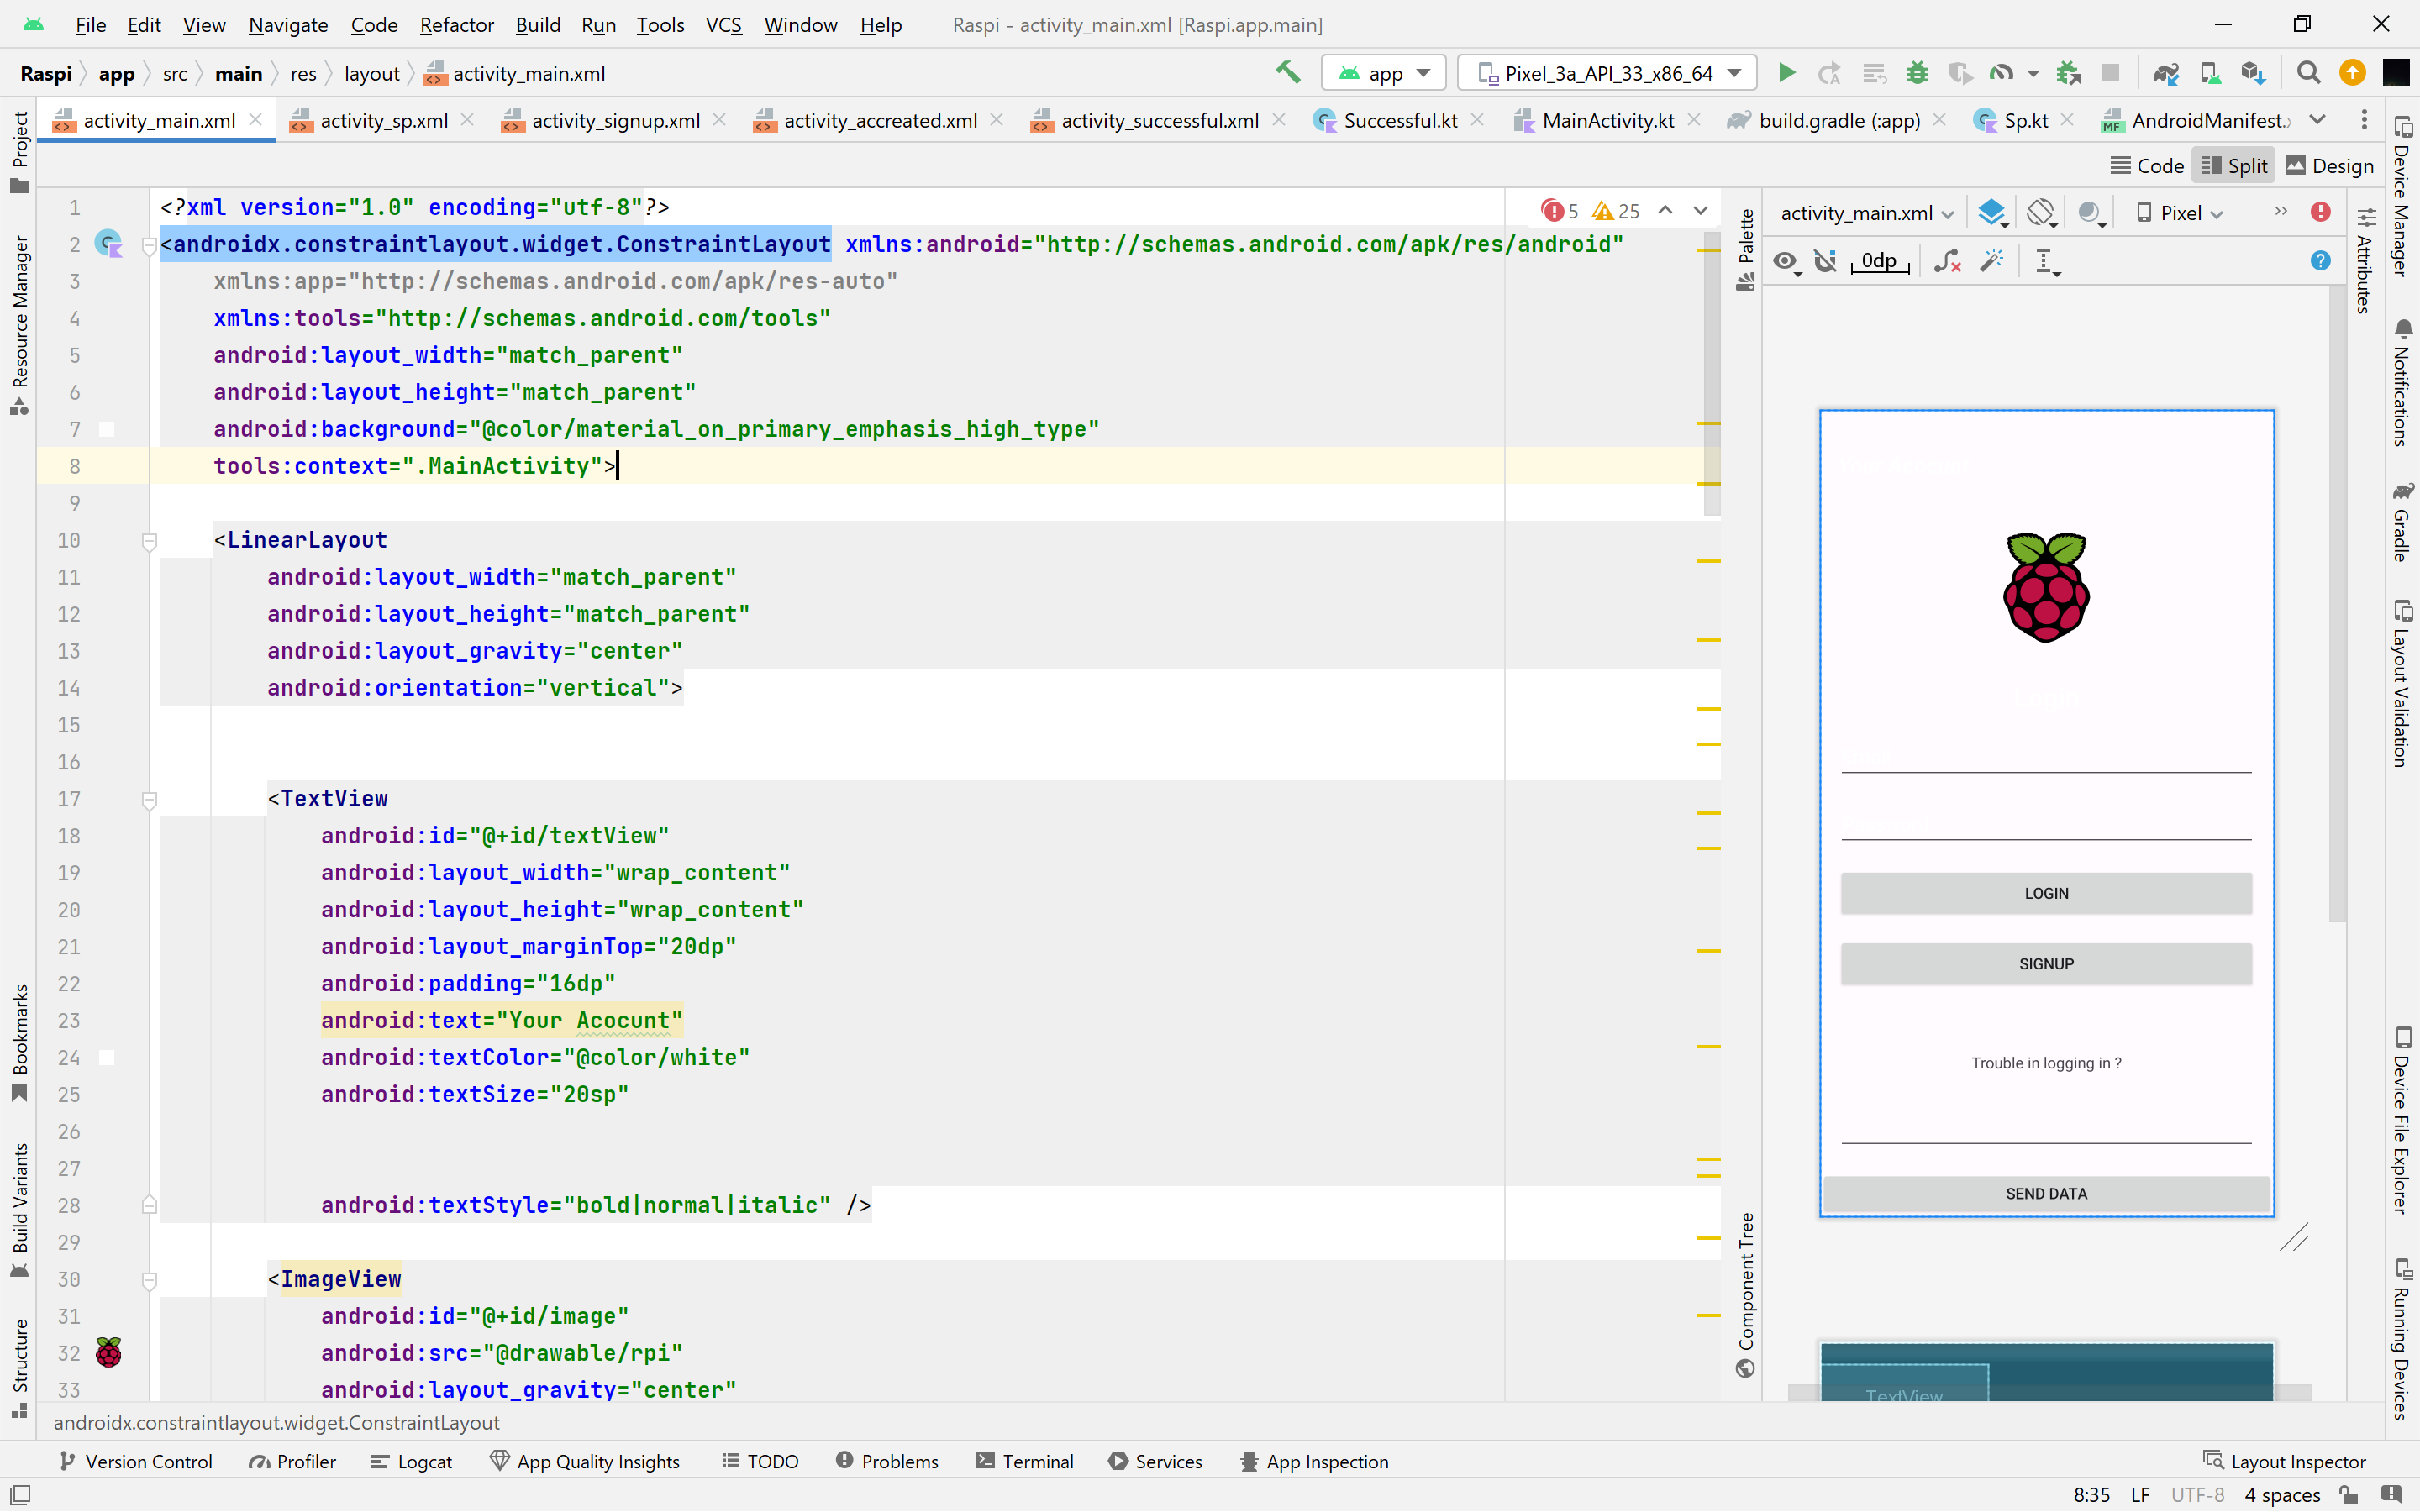 File Edit View Navigate Code Refactor Build Run Tools VCS Window Help Raspi - activity_main.xml [Raspi.app.main]
Raspi app src main res layout activity_main.xml app Pixel_3a_API_33_x86_64
activity_main.xml activity_sp.xml activity_signup.xml activity_accreated.xml activity_successful.xml Successful.kt MainActivity.kt build.gradle (:app) Sp.kt AndroidManifest.
Code Split Design
Project
Resource Manager
Bookmarks
Build Variants
Structure
5 25
1 <?xml version="1.0" encoding="utf-8"?>
2 <androidx.constraintlayout.widget.ConstraintLayout xmlns:android="http://schemas.android.com/apk/res/android"
3 xmlns:app="http://schemas.android.com/apk/res-auto"
4 xmlns:tools="http://schemas.android.com/tools"
5 android:layout_width="match_parent"
6 android:layout_height="match_parent"
7 android:background="@color/material_on_primary_emphasis_high_type"
8 tools:context=".MainActivity">
9
10 <LinearLayout
11 android:layout_width="match_parent"
12 android:layout_height="match_parent"
13 android:layout_gravity="center"
14 android:orientation="vertical">
15
16
17 <TextView
18 android:id="@+id/textView"
19 android:layout_width="wrap_content"
20 android:layout_height="wrap_content"
21 android:layout_marginTop="20dp"
22 android:padding="16dp"
23 android:text="Your Acocunt"
24 android:textColor="@color/white"
25 android:textSize="20sp"
26
27
28 android:textStyle="bold|normal|italic" />
29
30 <ImageView
31 android:id="@+id/image"
32 android:src="@drawable/rpi"
33 android:layout_gravity="center"
Palette
Component Tree
activity_main.xml Pixel
0dp
LOGIN
SIGNUP
Trouble in logging in ?
SEND DATA
TextView
Attributes
Device Manager
Notifications
Gradle
Layout Validation
Device File Explorer
Running Devices
androidx.constraintlayout.widget.ConstraintLayout
Version Control Profiler Logcat App Quality Insights TODO Problems Terminal Services App Inspection Layout Inspector
8:35 LF UTF-8 4 spaces